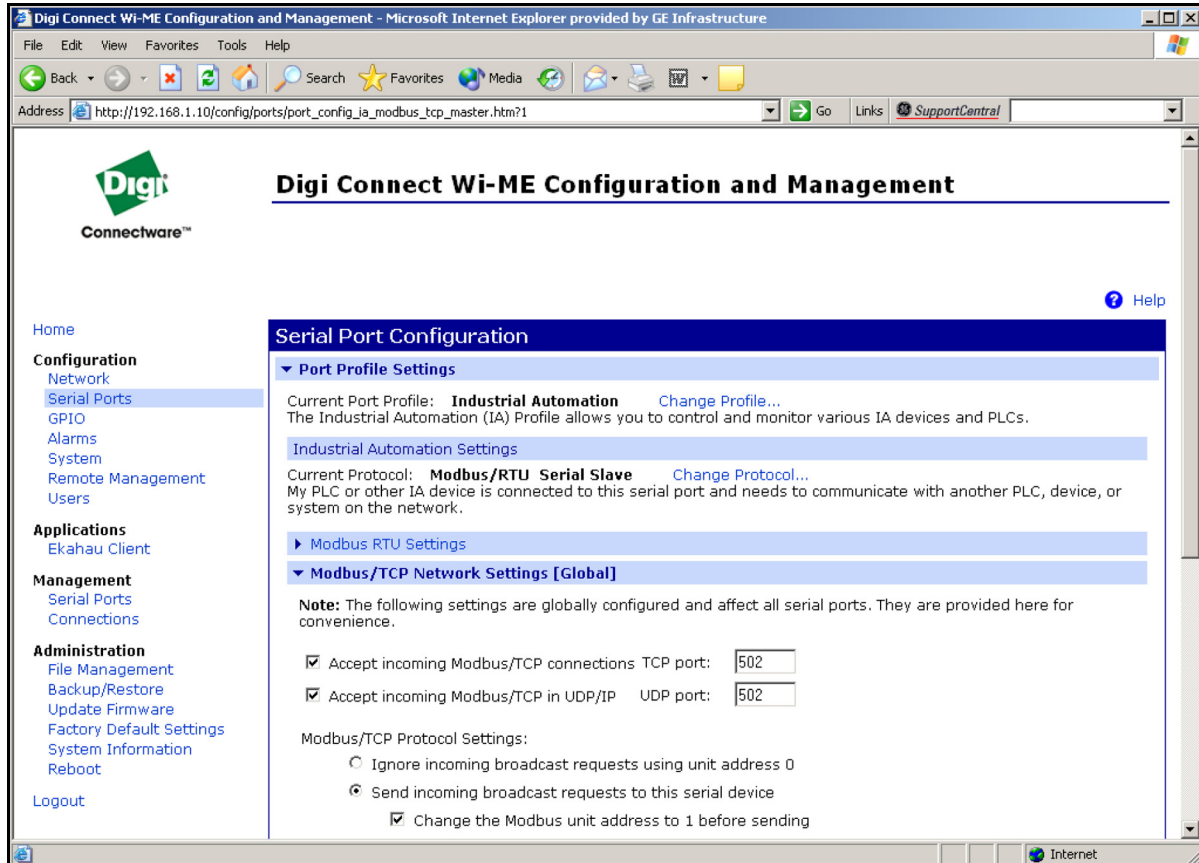 Digi Connect Wi-ME Configuration and Management - Microsoft Internet Explorer provided by GE Infrastructure
File Edit View Favorites Tools Help
Back Search Favorites Media
Address http://192.168.1.10/config/ports/port_config_ia_modbus_tcp_master.htm?1 Go Links SupportCentral
Digi
Connectware™
Digi Connect Wi-ME Configuration and Management
Help
Home
Configuration
Network
Serial Ports
GPIO
Alarms
System
Remote Management
Users
Applications
Ekahau Client
Management
Serial Ports
Connections
Administration
File Management
Backup/Restore
Update Firmware
Factory Default Settings
System Information
Reboot
Logout
Serial Port Configuration
Port Profile Settings
Current Port Profile: Industrial Automation Change Profile...
The Industrial Automation (IA) Profile allows you to control and monitor various IA devices and PLCs.
Industrial Automation Settings
Current Protocol: Modbus/RTU Serial Slave Change Protocol...
My PLC or other IA device is connected to this serial port and needs to communicate with another PLC, device, or
system on the network.
Modbus RTU Settings
Modbus/TCP Network Settings [Global]
Note: The following settings are globally configured and affect all serial ports. They are provided here for
convenience.
Accept incoming Modbus/TCP connections TCP port: 502
Accept incoming Modbus/TCP in UDP/IP UDP port: 502
Modbus/TCP Protocol Settings:
Ignore incoming broadcast requests using unit address 0
Send incoming broadcast requests to this serial device
Change the Modbus unit address to 1 before sending
Internet